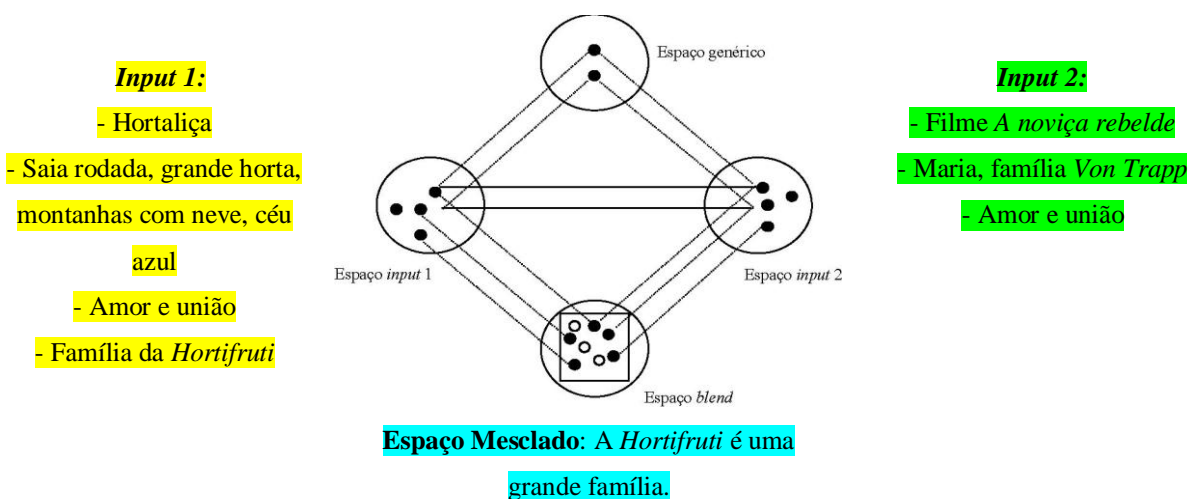 Espaço genérico
Input 1:
- Hortaliça
- Saia rodada, grande horta,
montanhas com neve, céu
azul
- Amor e união
- Família da Hortifruti
Input 2:
- Filme A noviça rebelde
- Maria, família Von Trapp
- Amor e união
Espaço input 1
Espaço input 2
Espaço blend
Espaço Mesclado: A Hortifruti é uma
grande família.